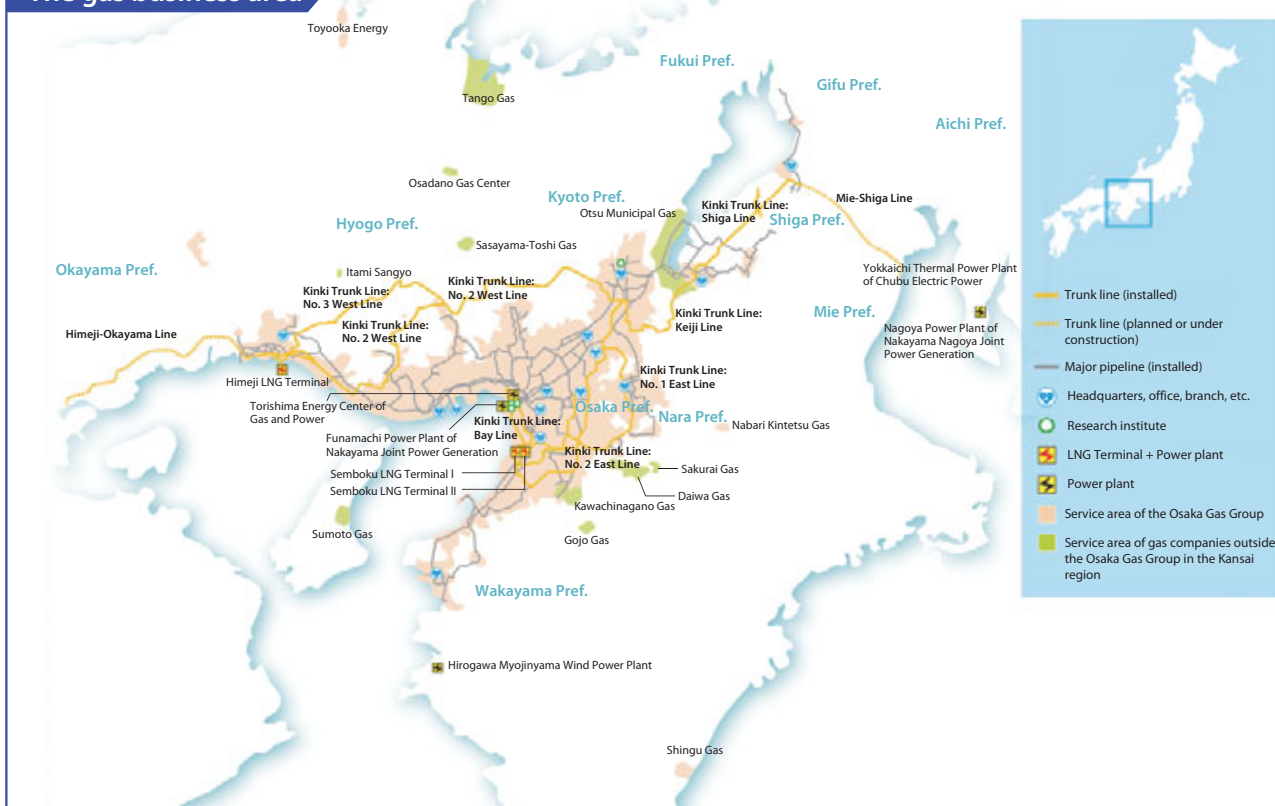 The gas business area
Toyooka Energy
Fukui Pref.
Gifu Pref.
Tango Gas
Aichi Pref.
Osadano Gas Center
Kyoto Pref.
Otsu Municipal Gas
Kinki Trunk Line:
Shiga Line
Mie-Shiga Line
Shiga Pref.
Hyogo Pref.
Sasayama-Toshi Gas
Okayama Pref.
Itami Sangyo
Kinki Trunk Line:
No. 2 West Line
Kinki Trunk Line:
No. 3 West Line
Yokkaichi Thermal Power Plant
of Chubu Electric Power
Kinki Trunk Line:
No. 2 West Line
Kinki Trunk Line:
Keiji Line
Mie Pref.
Himeji-Okayama Line
Nagoya Power Plant of
Nakayama Nagoya Joint
Power Generation
Himeji LNG Terminal
Kinki Trunk Line:
No. 1 East Line
Torishima Energy Center of
Gas and Power
Osaka Pref.
Nara Pref.
Nabari Kintetsu Gas
Kinki Trunk Line:
Bay Line
Funamachi Power Plant of
Nakayama Joint Power Generation
Kinki Trunk Line:
No. 2 East Line
Semboku LNG Terminal I
Sakurai Gas
Semboku LNG Terminal II
Daiwa Gas
Kawachinagano Gas
Sumoto Gas
Gojo Gas
Wakayama Pref.
Hirogawa Myojinyama Wind Power Plant
Shingu Gas
Trunk line (installed)
Trunk line (planned or under
construction)
Major pipeline (installed)
Headquarters, office, branch, etc.
Research institute
LNG Terminal + Power plant
Power plant
Service area of the Osaka Gas Group
Service area of gas companies outside
the Osaka Gas Group in the Kansai
region